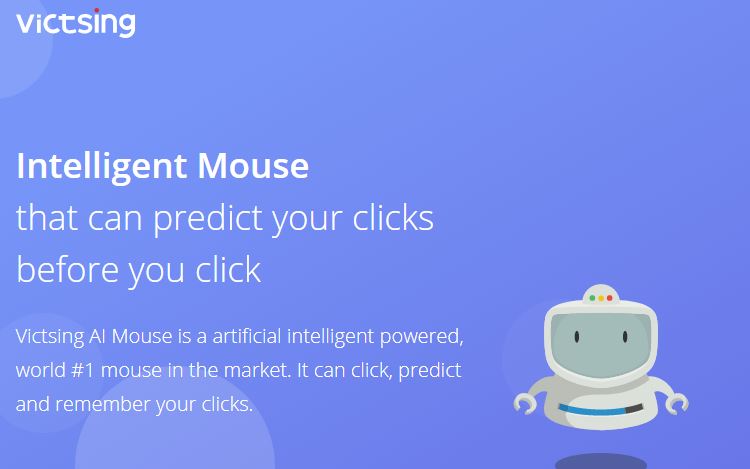 victsing
Intelligent Mouse
that can predict your clicks
before you click
Victsing AI Mouse is a artificial intelligent powered,
world #1 mouse in the market. It can click, predict
and remember your clicks.